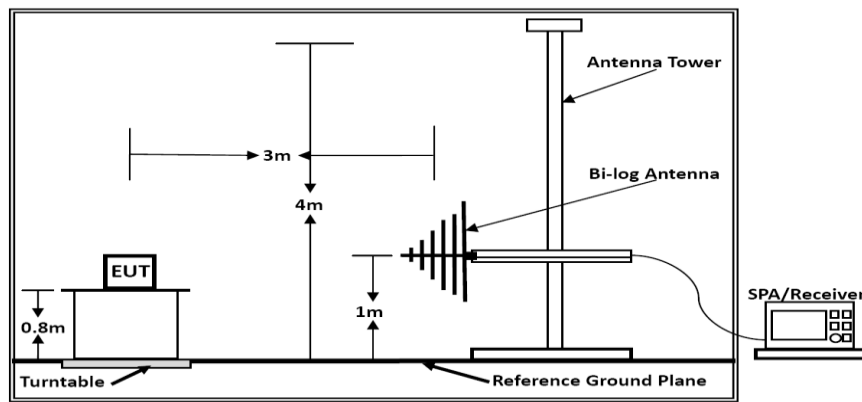 Antenna Tower
3m
Bi-log Antenna
4m
EUT
1m
0.8m
SPA/Receiver
Turntable
Reference Ground Plane